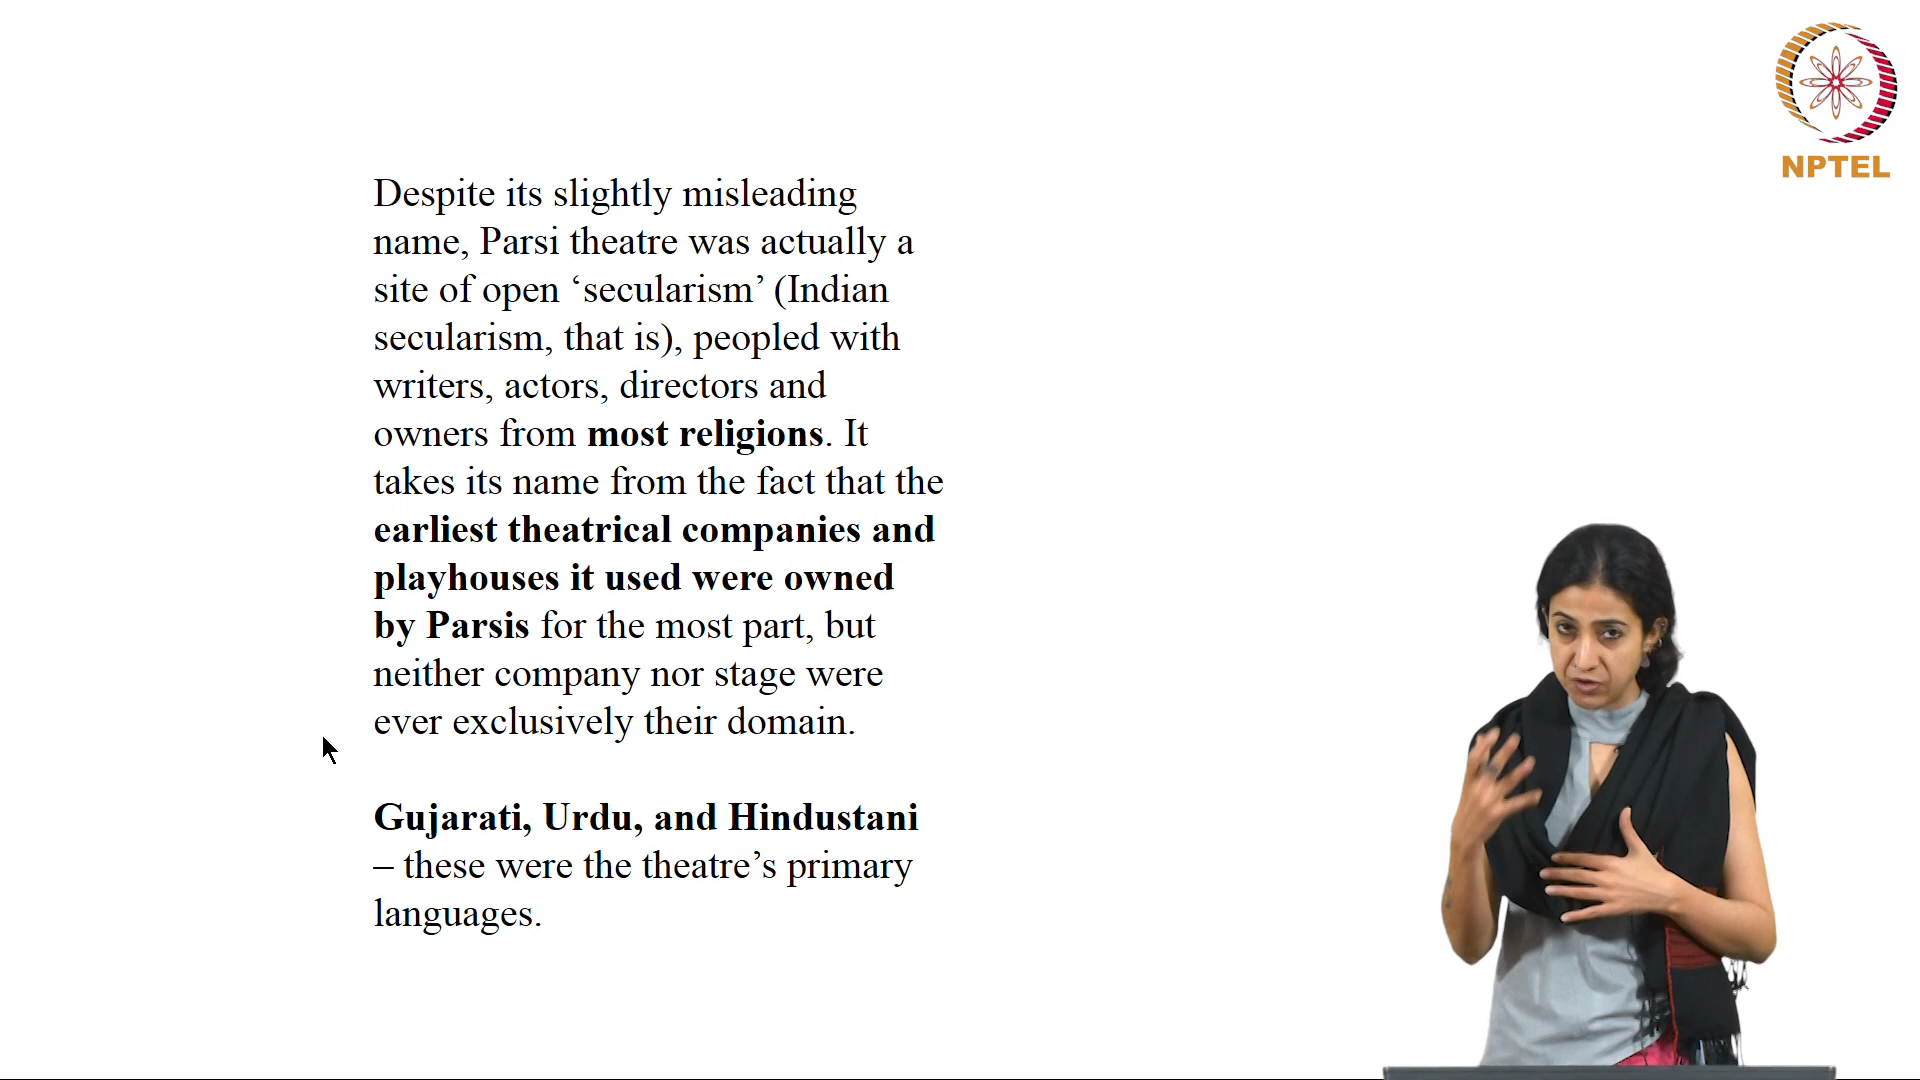 NPTEL
Despite its slightly misleading
name, Parsi theatre was actually a
site of open ‘secularism’ (Indian
secularism, that is), peopled with
writers, actors, directors and
owners from most religions. It
takes its name from the fact that the
earliest theatrical companies and
playhouses it used were owned
by Parsis for the most part, but
neither company nor stage were
ever exclusively their domain.
Gujarati, Urdu, and Hindustani
– these were the theatre’s primary
languages.